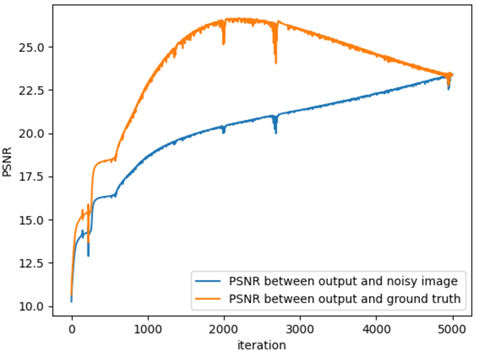 25.0
22.5
20.0
17.5
15.0
12.5
10.0
PSNR
PSNR between output and noisy image
PSNR between output and ground truth
0 1000 2000 3000 4000 5000
iteration